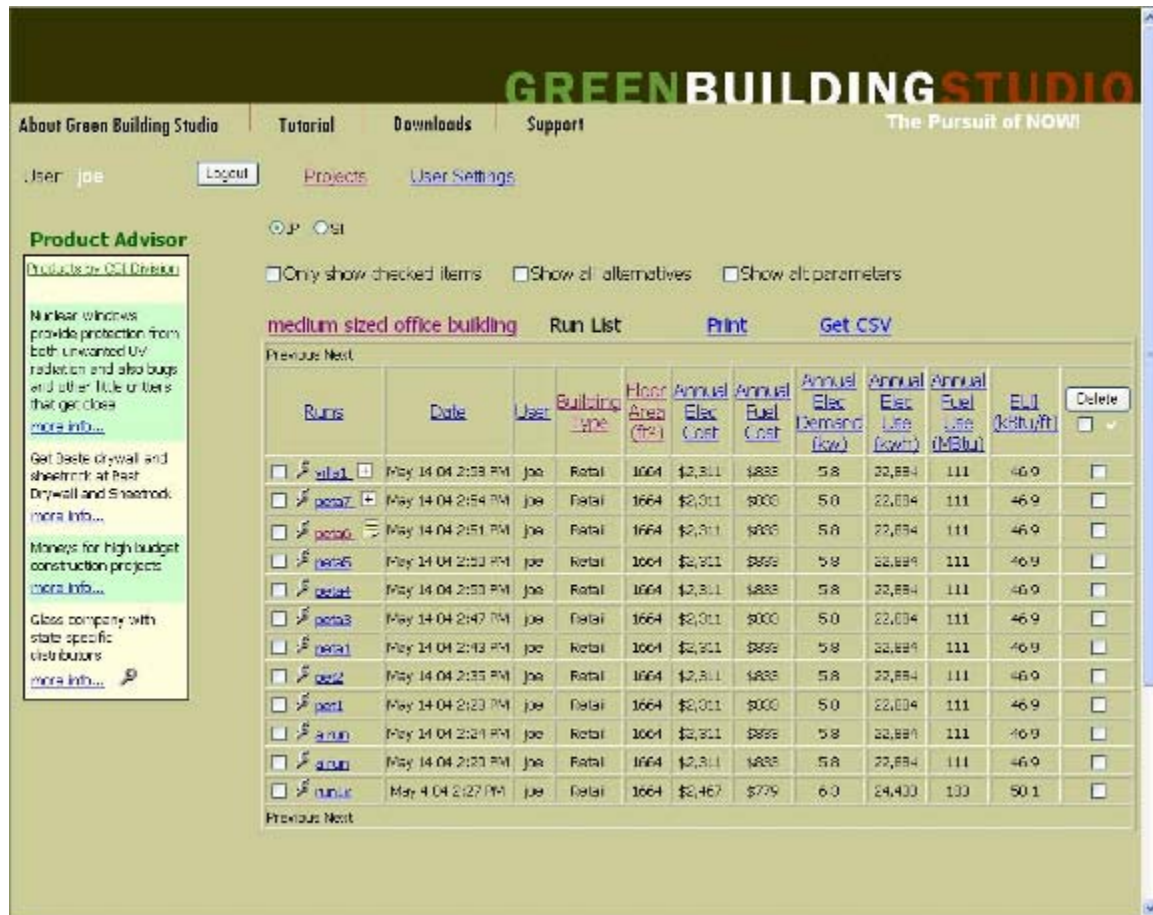 GREENBUILDINGSTUDIO
The Pursuit of NOW!
About Green Building Studio Tutorial Downloads Support
User: joe Logout Projects User Settings
IP SI
Product Advisor
Products by CSI Division
Only show checked items Show all alternatives Show alt parameters
Nuclear windows
provide protection from
both unwanted UV
radiation and also bugs
and other little critters
that get close
more info...
Get Beste drywall and
sheetrock at Best
Drywall and Sheetrock
more info...
Moneys for high budget
construction projects
more info...
Glass company with
state specific
distributors
more info...
medium sized office building Run List Print Get CSV
Previous Next
Runs Date User Building Type Floor Area (ft²) Annual Elec Cost Annual Fuel Cost Annual Elec Demand (kw) Annual Elec Use (kwh) Annual Fuel Use (MBtu) EUI (kBtu/ft) Delete
May 14 04 2:53 PM joe Retail 1664 $2,311 $833 5.8 22,884 111 46.9
peta7 May 14 04 2:54 PM joe Retail 1664 $2,311 $833 5.8 22,884 111 46.9
peta6 May 14 04 2:51 PM joe Retail 1664 $2,311 $833 5.8 22,884 111 46.9
peta5 May 14 04 2:50 PM joe Retail 1664 $2,311 $833 5.8 22,884 111 46.9
peta4 May 14 04 2:50 PM joe Retail 1664 $2,311 $833 5.8 22,884 111 46.9
peta3 May 14 04 2:47 PM joe Retail 1664 $2,311 $833 5.8 22,884 111 46.9
peta1 May 14 04 2:43 PM joe Retail 1664 $2,311 $833 5.8 22,884 111 46.9
pet2 May 14 04 2:35 PM joe Retail 1664 $2,311 $833 5.8 22,884 111 46.9
pet1 May 14 04 joe Retail 1664 $2,311 $833 5.8 22,884 111 46.9
a run May 14 04 2:24 PM joe Retail 1664 $2,311 $833 5.8 22,884 111 46.9
a run May 14 04 joe Retail 1664 $2,311 $833 5.8 22,884 111 46.9
May 4 04 2:27 PM joe Retail 1664 $2,467 $779 6.0 50.1
Previous Next